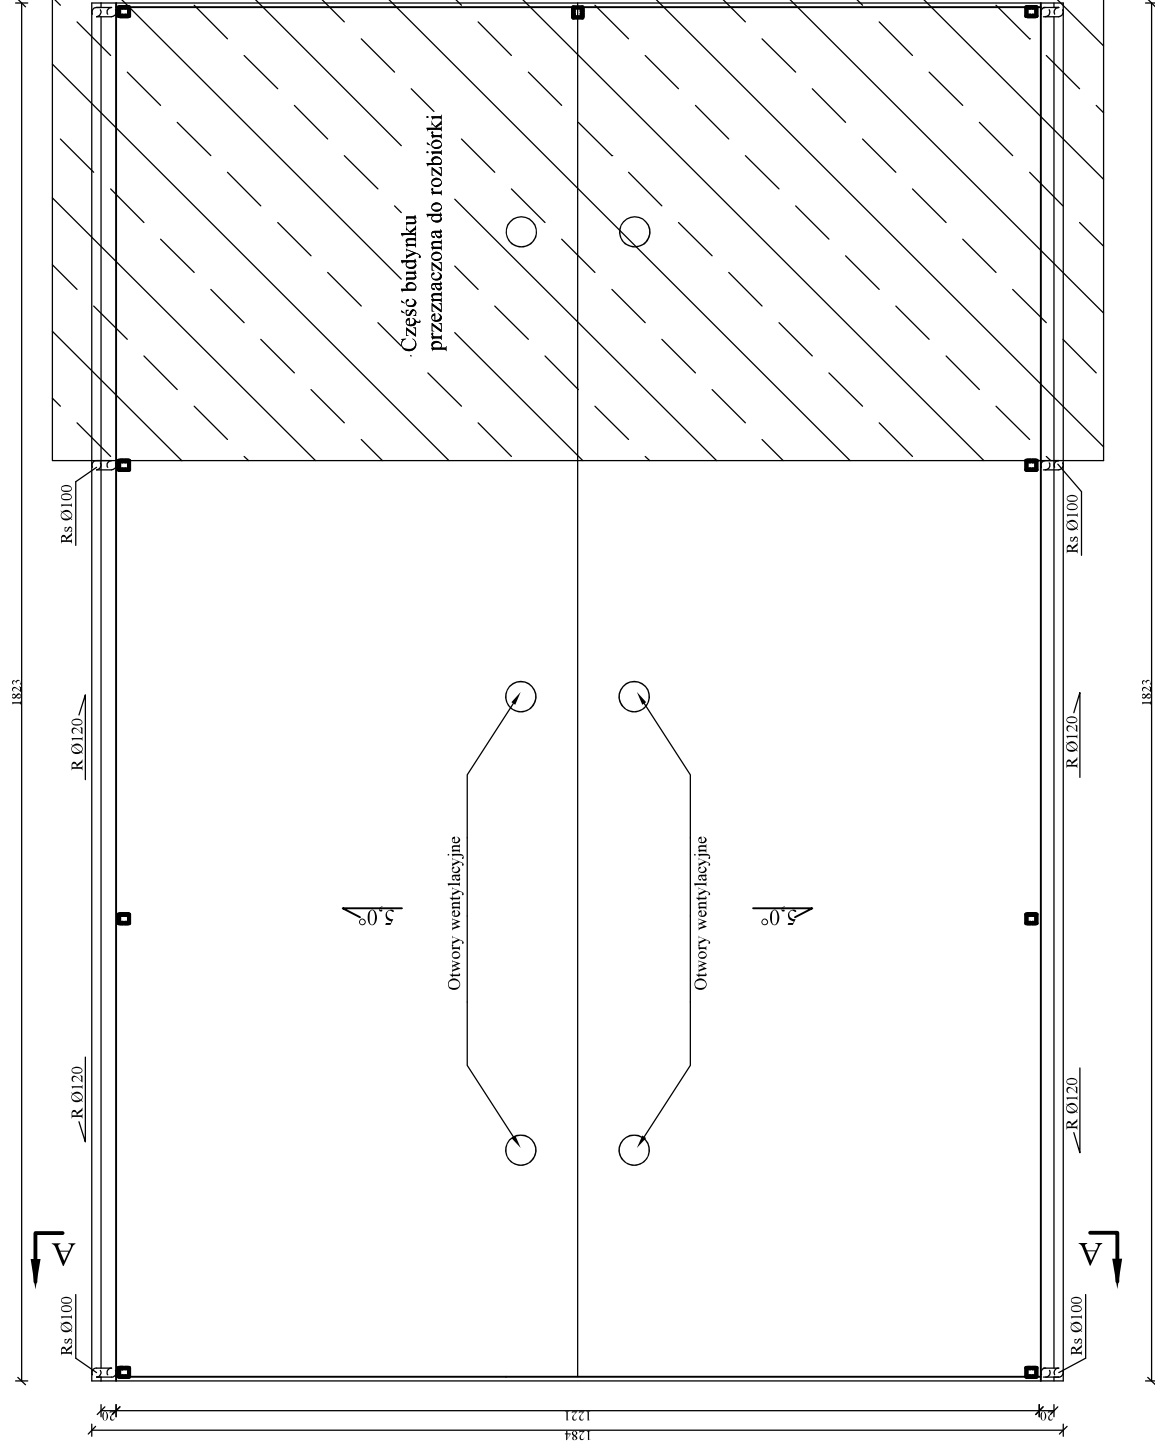 Część budynku
przeznaczona do rozbiórki
Rs Ø100
Rs Ø100
1823
R Ø120
R Ø120
1823
Otwory wentylacyjne
Otwory wentylacyjne
5,0°
5,0°
R Ø120
R Ø120
A
A
Rs Ø100
Rs Ø100
20
1221
20
1284